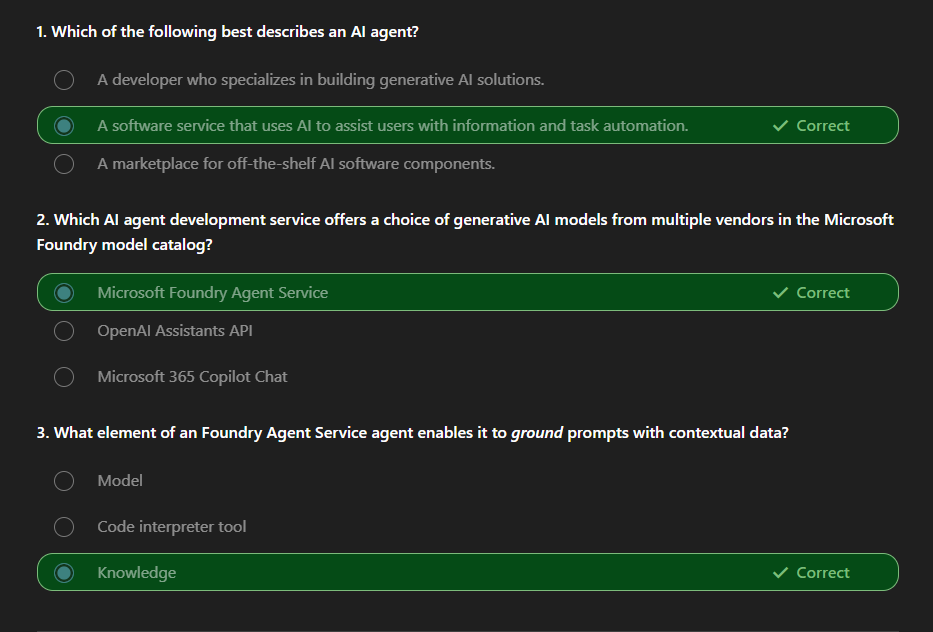 1. Which of the following best describes an AI agent?
A developer who specializes in building generative AI solutions.
A software service that uses AI to assist users with information and task automation.
Correct
A marketplace for off-the-shelf AI software components.
2. Which AI agent development service offers a choice of generative AI models from multiple vendors in the Microsoft
Foundry model catalog?
Microsoft Foundry Agent Service
Correct
OpenAI Assistants API
Microsoft 365 Copilot Chat
3. What element of an Foundry Agent Service agent enables it to ground prompts with contextual data?
Model
Code interpreter tool
Knowledge
Correct